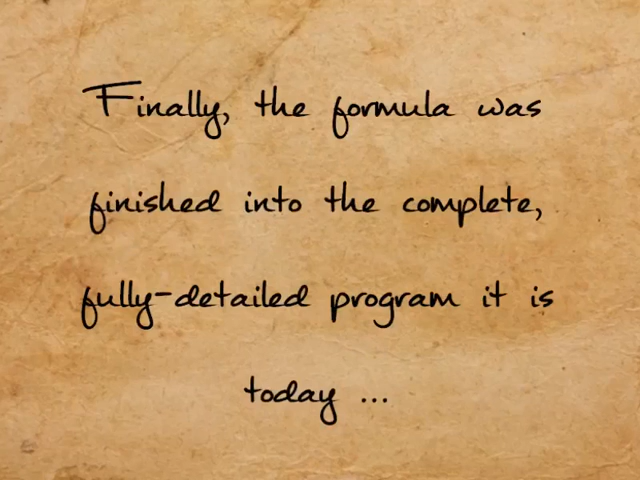 Finally, the formula was
finished into the complete,
fully-detailed program it is
today ...